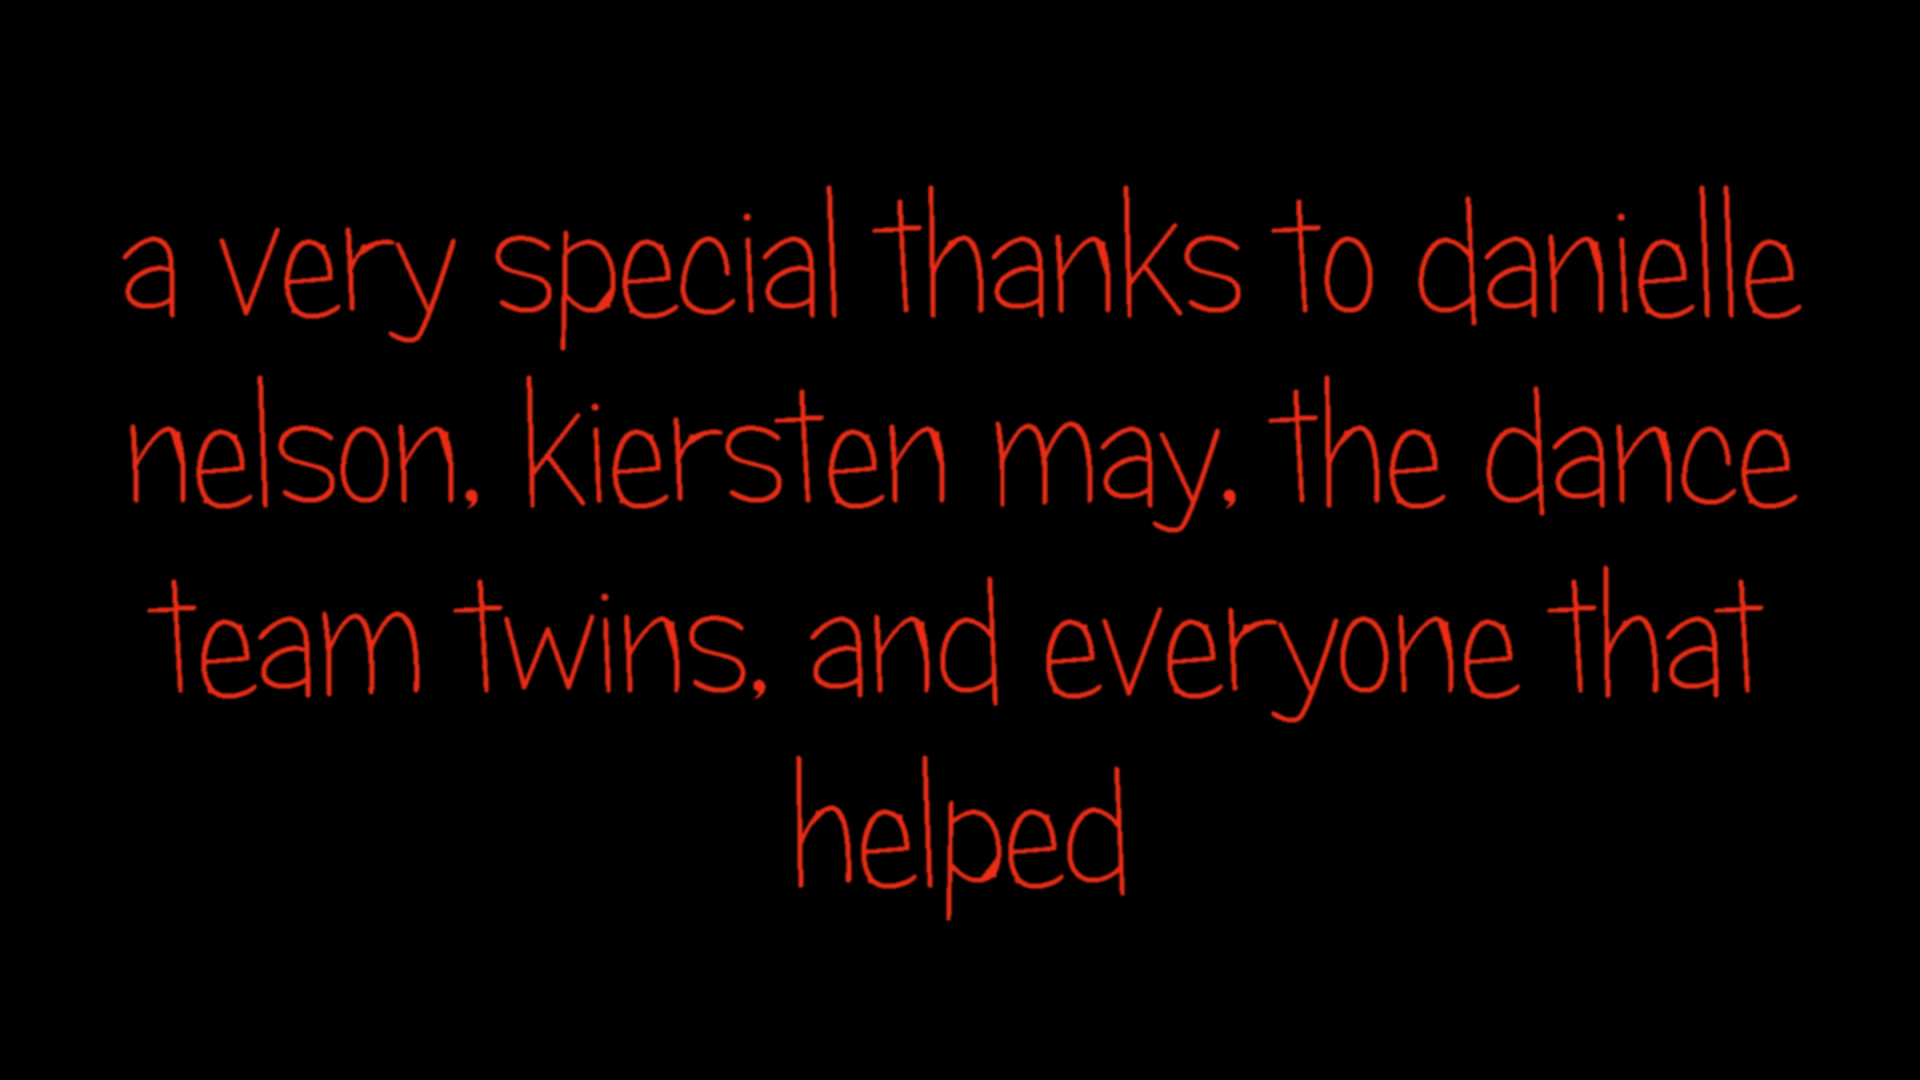 a very special thanks to danielle
nelson, kiersten may, the dance
team twins, and everyone that
helped